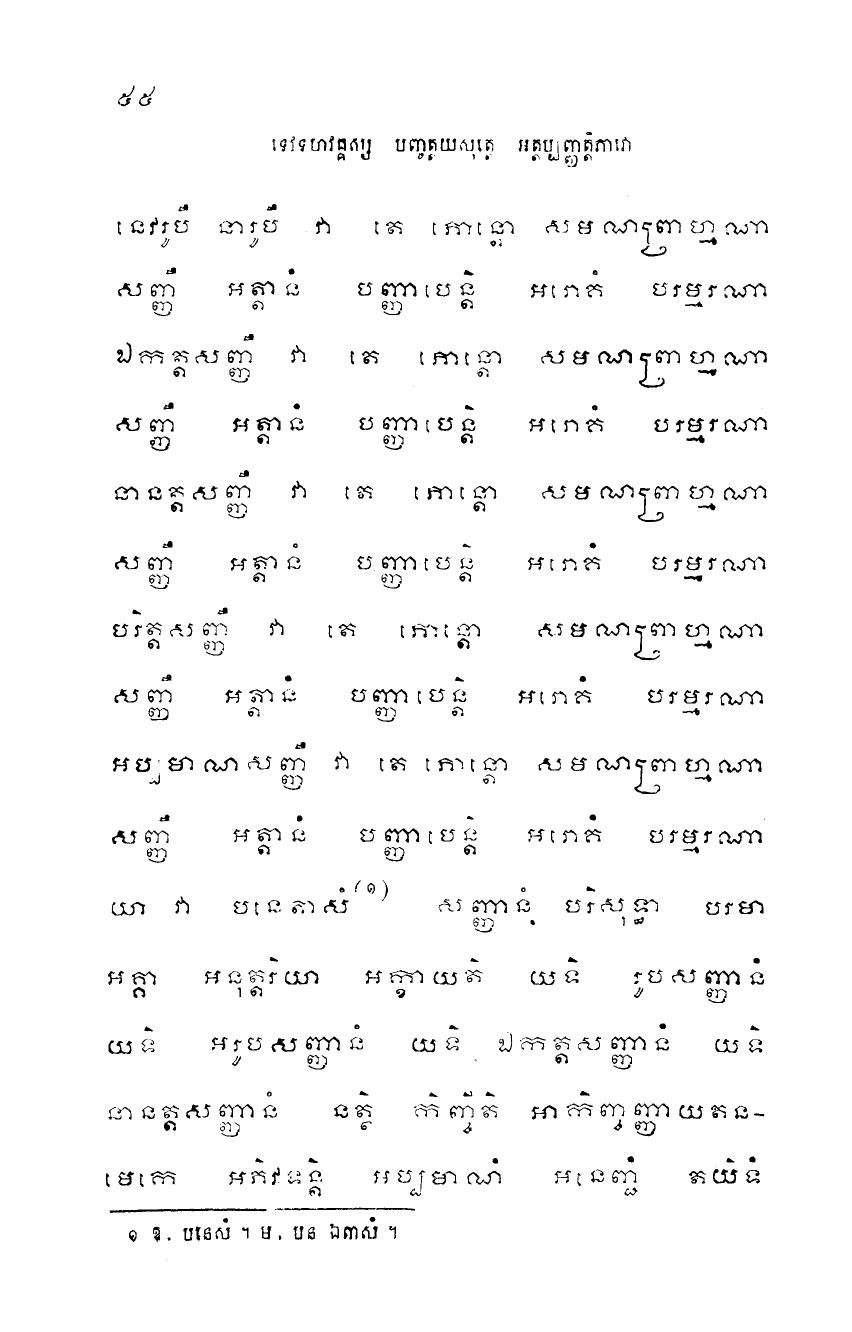 ៥៥
ទេវទហវគ្គស្ស បញ្ចត្តយសុត្តេ អត្តប្បញ្ញត្តិភាវោ
នេវរូបឹ នារូបឹ វា តេ ភោន្តោ សមណព្រាហ្មណា
សញ្ញឹ អត្តានំ បញ្ញាបេន្តិ អរោគំ បរម្មរណា
ឯកត្តសញ្ញឹ វា តេ ភោន្តោ សមណព្រាហ្មណា
សញ្ញឹ អត្តានំ បញ្ញាបេន្តិ អរោគំ បរម្មរណា
នានត្តសញ្ញឹ វា តេ ភោន្តោ សមណព្រាហ្មណា
សញ្ញឹ អត្តានំ បញ្ញាបេន្តិ អរោគំ បរម្មរណា
បរិត្តសញ្ញឹ វា តេ ភោន្តោ សមណព្រាហ្មណា
សញ្ញឹ អត្តានំ បញ្ញាបេន្តិ អរោគំ បរម្មរណា
អប្បមាណសញ្ញឹ វា តេ ភោន្តោ សមណព្រាហ្មណា
សញ្ញឹ អត្តានំ បញ្ញាបេន្តិ អរោគំ បរម្មរណា
យា វា បនេតាសំ(១) សញ្ញានំុ បរិសុទ្ធា បរមា
អគ្គា អនុត្តរិយា អក្ខាយតិ យទិ រូបសញ្ញានំ
យទិ អរូបសញ្ញានំ យទិ ឯកត្តសញ្ញានំ យទិ
នានត្តសញ្ញានំ នត្ថិ កិញ្ចីតិ អាកិញ្ចញ្ញាយតន-
មេកេ អភិវទន្តិ អប្បមាណំ អនេញ្ជំ តយិទំ
១ ឱ. បនេសំ ។ ម. បន ឯតាសំ ។